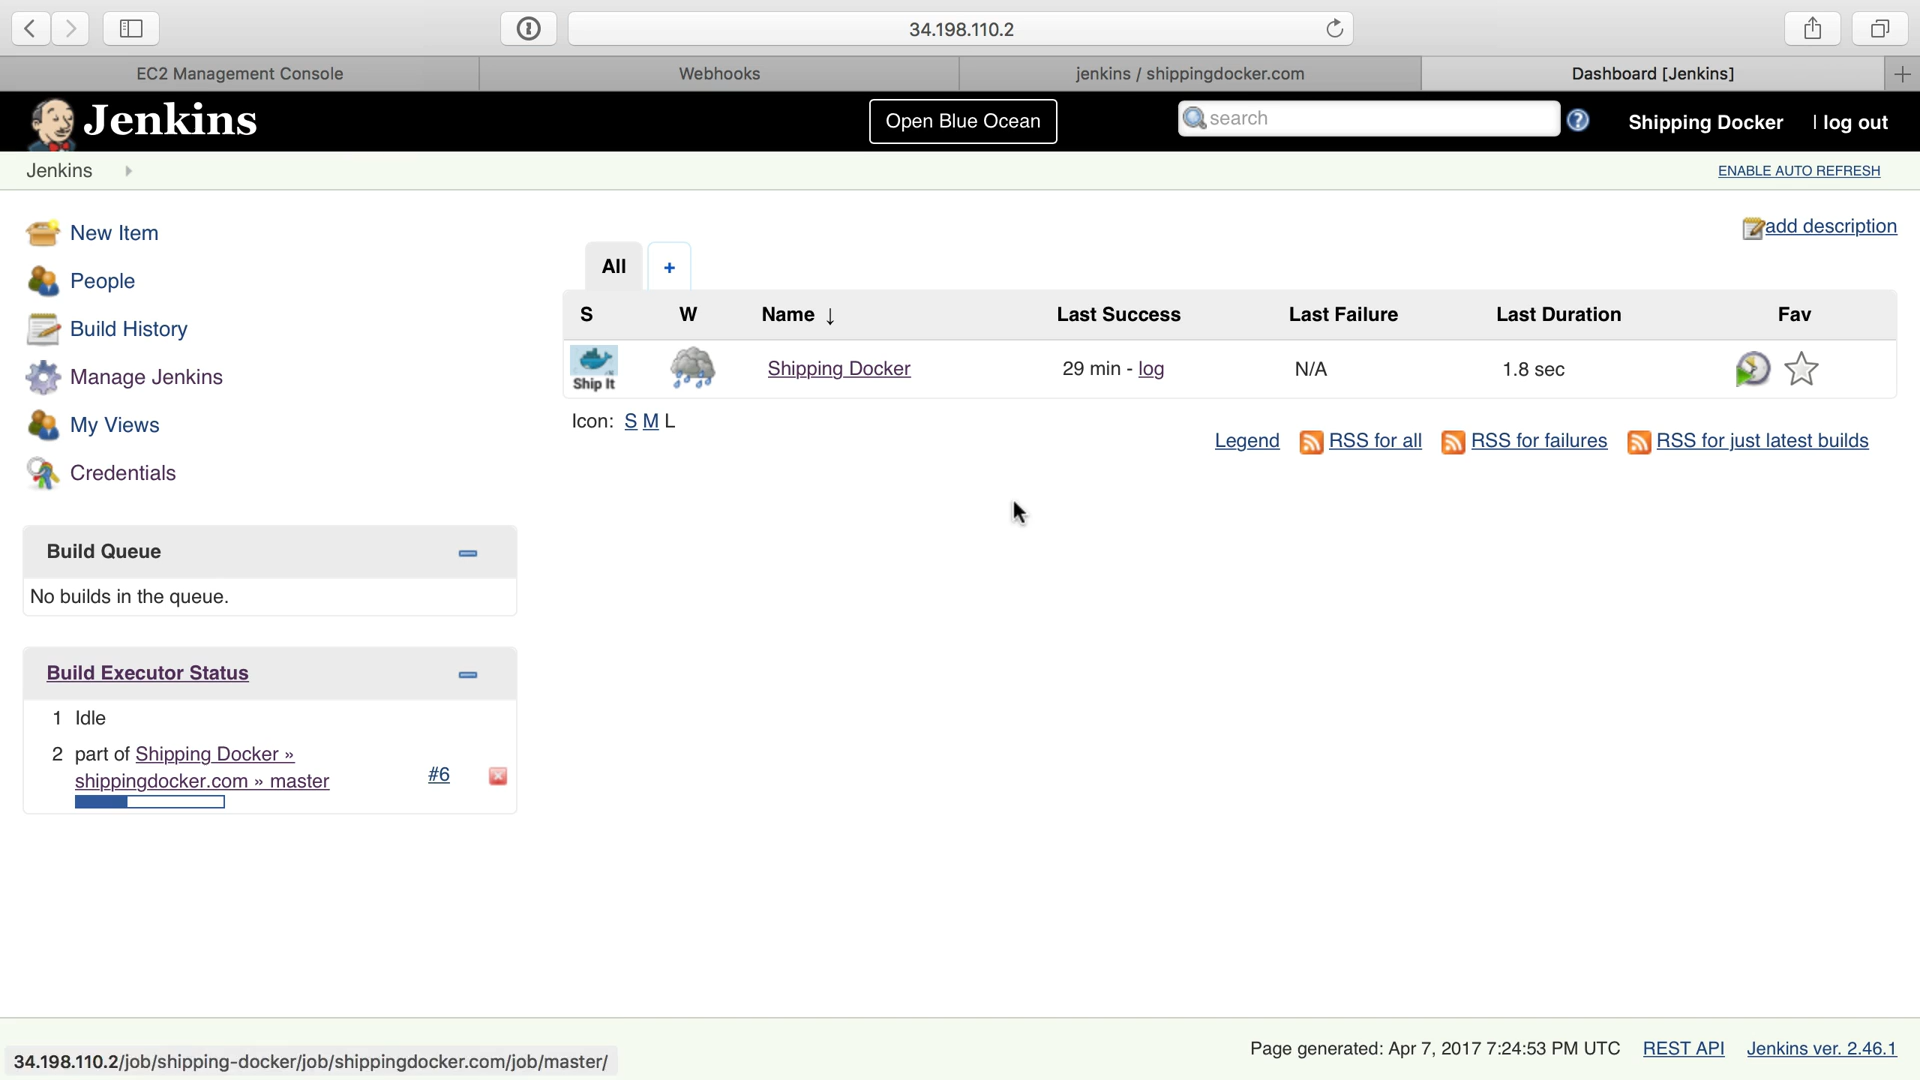 34.198.110.2
EC2 Management Console
Webhooks
jenkins / shippingdocker.com
Dashboard [Jenkins]
Jenkins
Open Blue Ocean
search
Shipping Docker
| log out
Jenkins
ENABLE AUTO REFRESH
New Item
People
Build History
Manage Jenkins
My Views
Credentials
add description
All
+
S W Name ↓ Last Success Last Failure Last Duration Fav
Ship It
Shipping Docker 29 min - log N/A 1.8 sec
Icon: S M L
Legend RSS for all RSS for failures RSS for just latest builds
Build Queue
No builds in the queue.
Build Executor Status
1 Idle
2 part of Shipping Docker »
shippingdocker.com » master
#6
34.198.110.2/job/shipping-docker/job/shippingdocker.com/job/master/
Page generated: Apr 7, 2017 7:24:53 PM UTC REST API Jenkins ver. 2.46.1